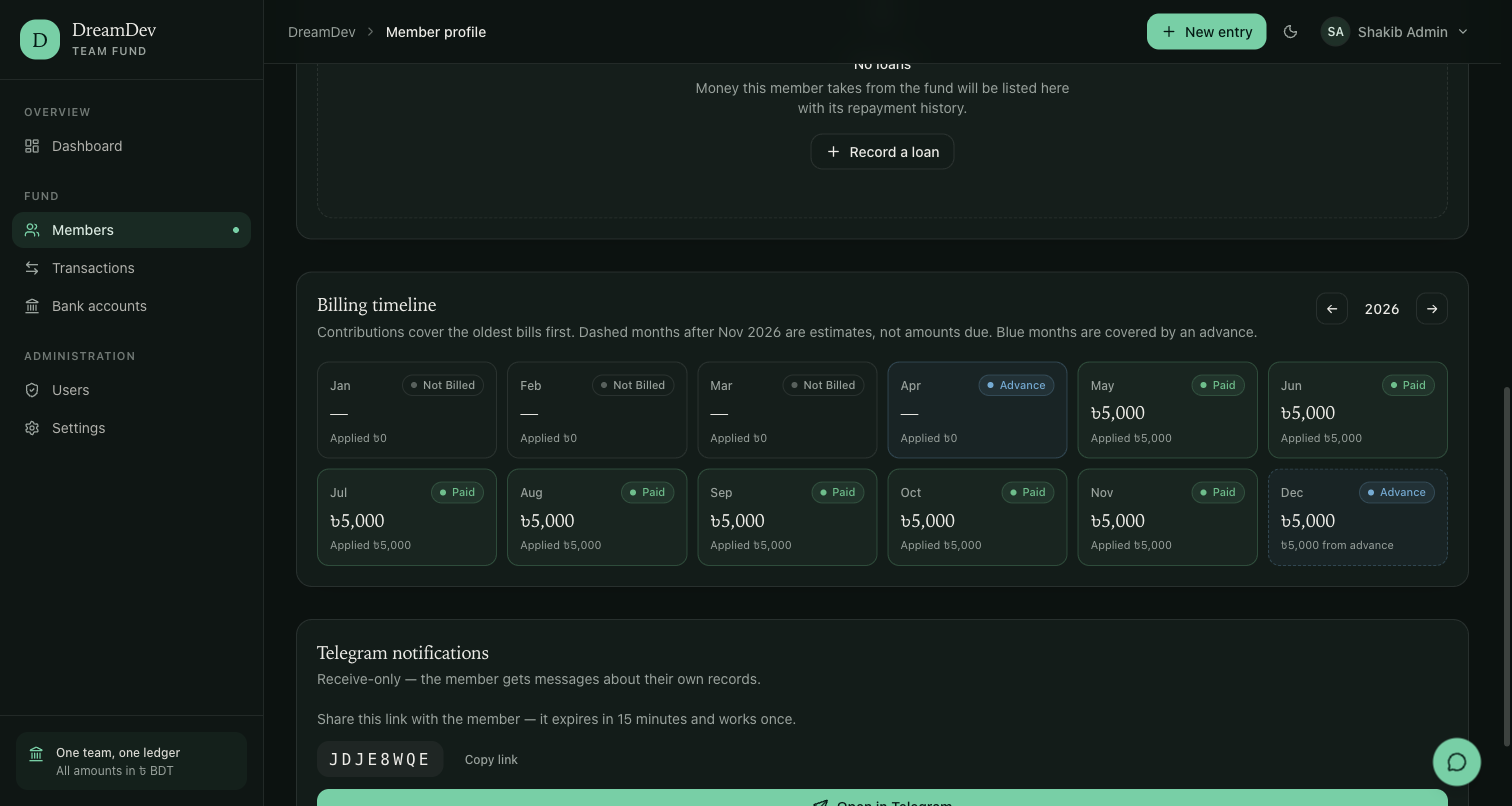 D
DreamDev
TEAM FUND
OVERVIEW
Dashboard
FUND
Members
Transactions
Bank accounts
ADMINISTRATION
Users
Settings
One team, one ledger
All amounts in ৳ BDT
DreamDev > Member profile
+ New entry
SA Shakib Admin
No loans
Money this member takes from the fund will be listed here
with its repayment history.
+ Record a loan
Billing timeline
← 2026 →
Contributions cover the oldest bills first. Dashed months after Nov 2026 are estimates, not amounts due. Blue months are covered by an advance.
Jan Not Billed
—
Applied ৳0
Feb Not Billed
—
Applied ৳0
Mar Not Billed
—
Applied ৳0
Apr Advance
—
Applied ৳0
May Paid
৳5,000
Applied ৳5,000
Jun Paid
৳5,000
Applied ৳5,000
Jul Paid
৳5,000
Applied ৳5,000
Aug Paid
৳5,000
Applied ৳5,000
Sep Paid
৳5,000
Applied ৳5,000
Oct Paid
৳5,000
Applied ৳5,000
Nov Paid
৳5,000
Applied ৳5,000
Dec Advance
৳5,000
৳5,000 from advance
Telegram notifications
Receive-only — the member gets messages about their own records.
Share this link with the member — it expires in 15 minutes and works once.
JDJE8WQE Copy link
Open in Telegram